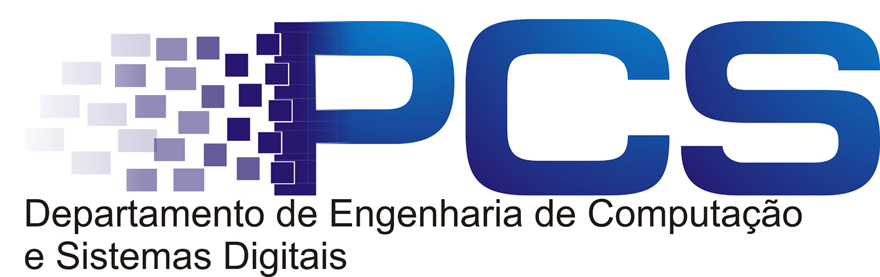 PCS
Departamento de Engenharia de Computação
e Sistemas Digitais